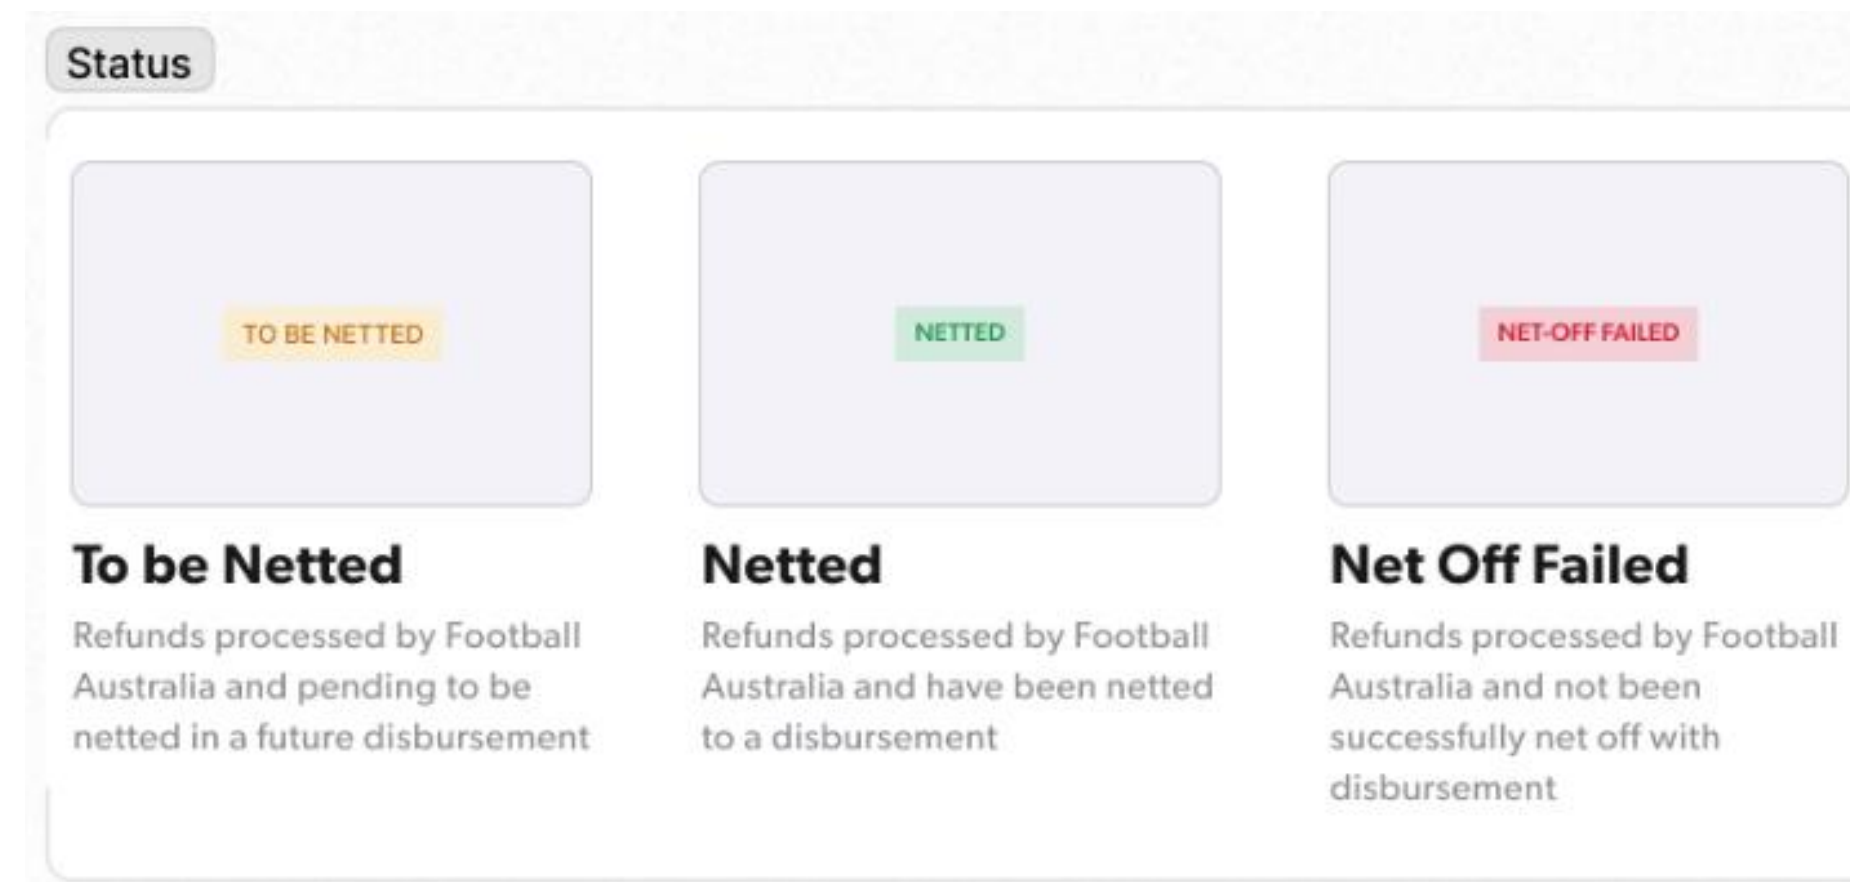 Status
TO BE NETTED
NETTED
NET-OFF FAILED
To be Netted
Refunds processed by Football
Australia and pending to be
netted in a future disbursement
Netted
Refunds processed by Football
Australia and have been netted
to a disbursement
Net Off Failed
Refunds processed by Football
Australia and not been
successfully net off with
disbursement